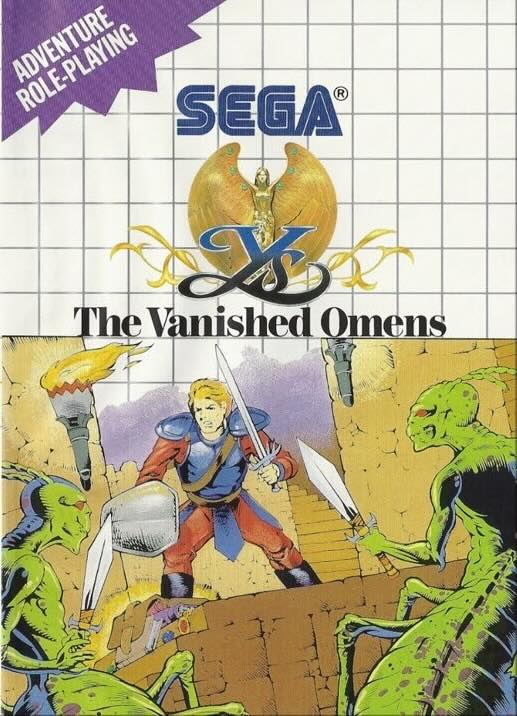 ADVENTURE
ROLE-PLAYING
SEGA®
Ys
The Vanished Omens